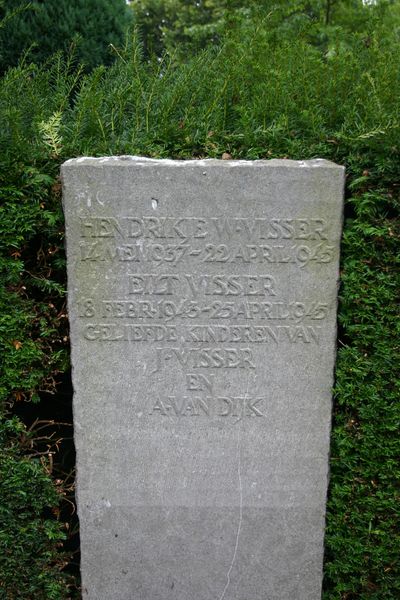 HENDRIKJE W·VISSER
14 MEI 1937-22 APRIL 1945
EILT VISSER
18 FEBR·1943-25 APRIL 1945
GELIEFDE KINDEREN VAN
J·VISSER
EN
A·VAN DIJK